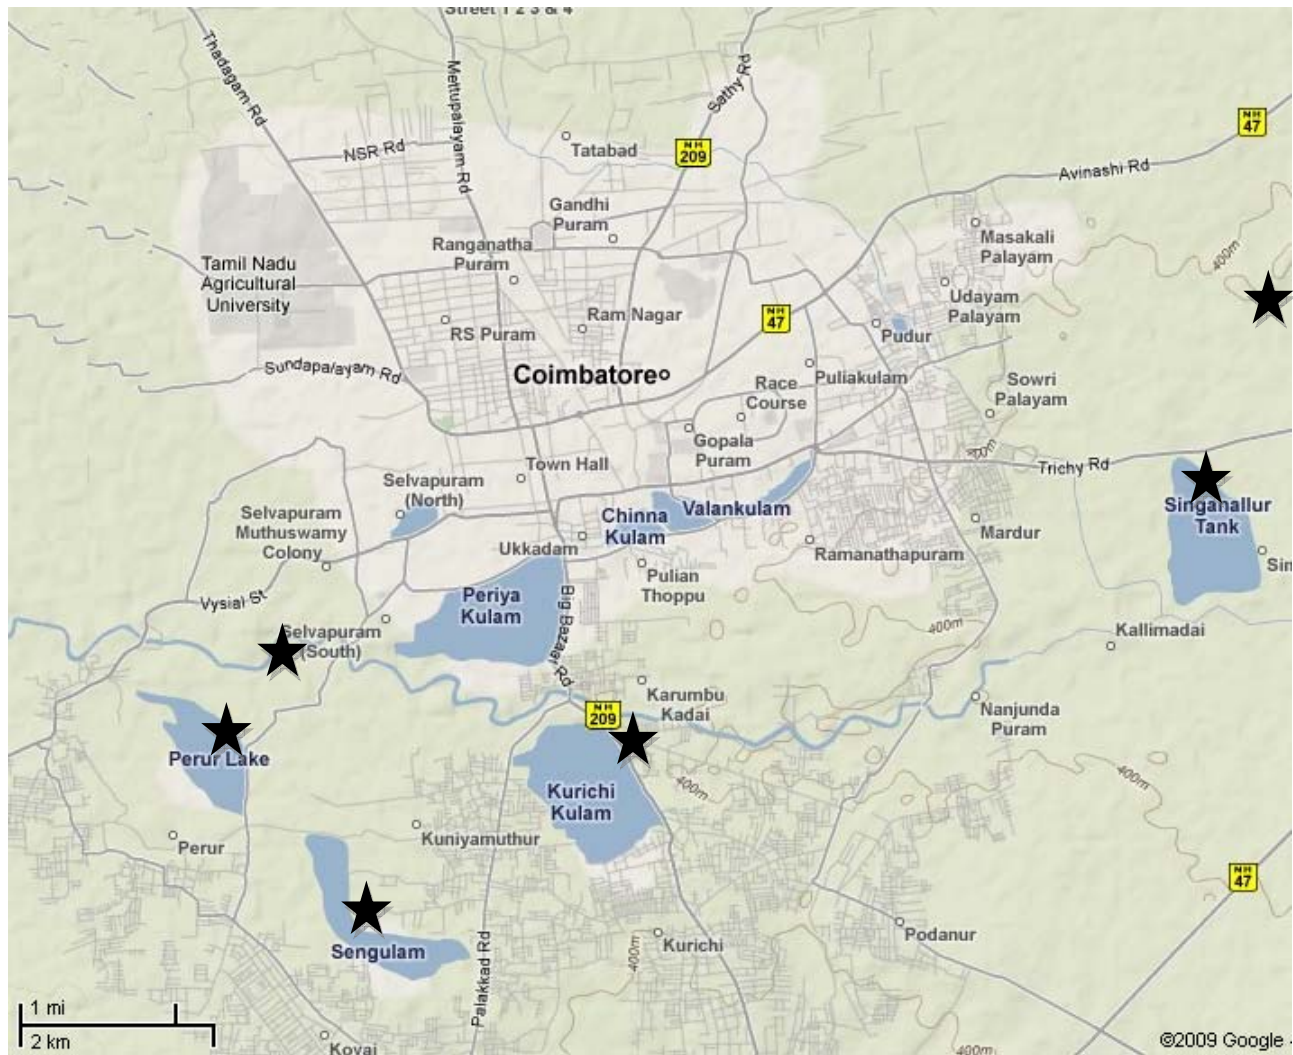 Street 1 2 3 & 4
Thadagam Rd
Mettupalayam Rd
Sathy Rd
NH
47
NSR Rd
Tatabad
NH
209
Avinashi Rd
Gandhi
Puram
Ranganatha
Puram
Masakali
Palayam
400m
Tamil Nadu
Agricultural
University
Udayam
Palayam
RS Puram
Ram Nagar
NH
47
Pudur
Sundapalayam Rd
Coimbatore
Race
Course
Puliakulam
Sowri
Palayam
Gopala
Puram
400m
Town Hall
Trichy Rd
Selvapuram
(North)
Selvapuram
Muthuswamy
Colony
Chinna
Kulam
Valankulam
Singanallur
Tank
Mardur
Ukkadam
Ramanathapuram
Sin
Pulian
Thoppu
Vysial St
Periya
Kulam
Big Bazaar Rd
400m
Kallimadai
Selvapuram
(South)
Karumbu
Kadai
NH
209
Nanjunda
Puram
Perur Lake
Kurichi
Kulam
400m
400m
Perur
Kuniyamuthur
NH
47
Sengulam
Palakkad Rd
Kurichi
400m
Podanur
1 mi
2 km
Kovai
400m
©2009 Google -